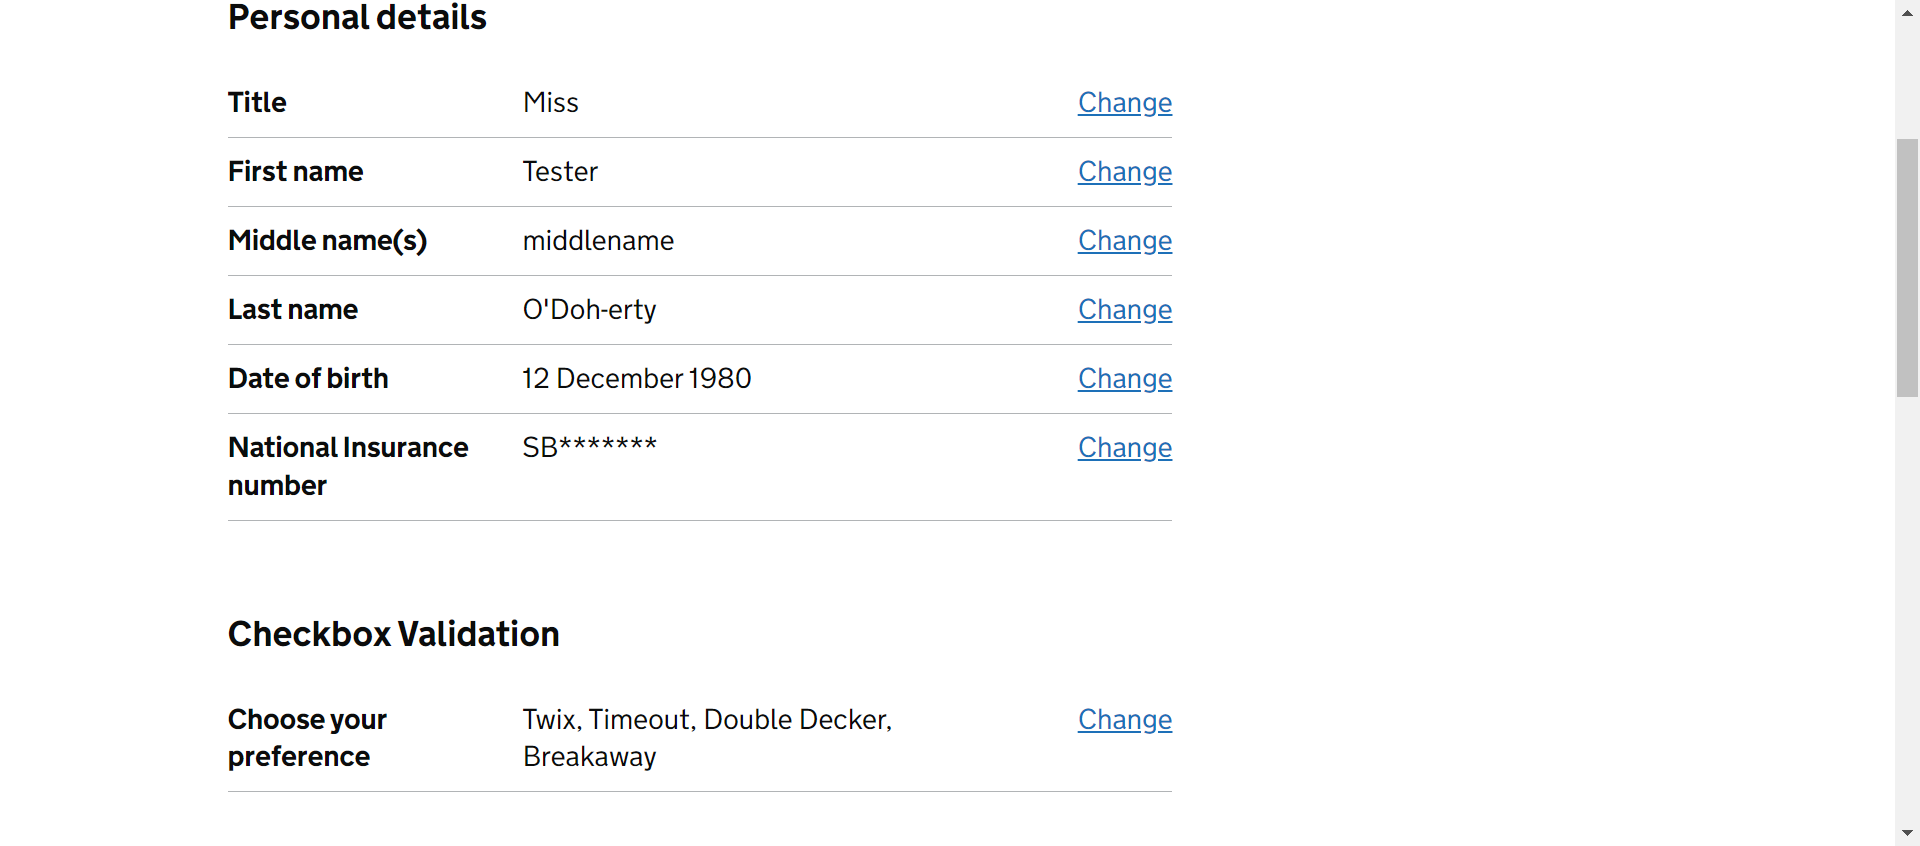 Personal details
Title Miss Change
First name Tester Change
Middle name(s) middlename Change
Last name O'Doh-erty Change
Date of birth 12 December 1980 Change
National Insurance SB******* Change
number
Checkbox Validation
Choose your Twix, Timeout, Double Decker, Change
preference Breakaway